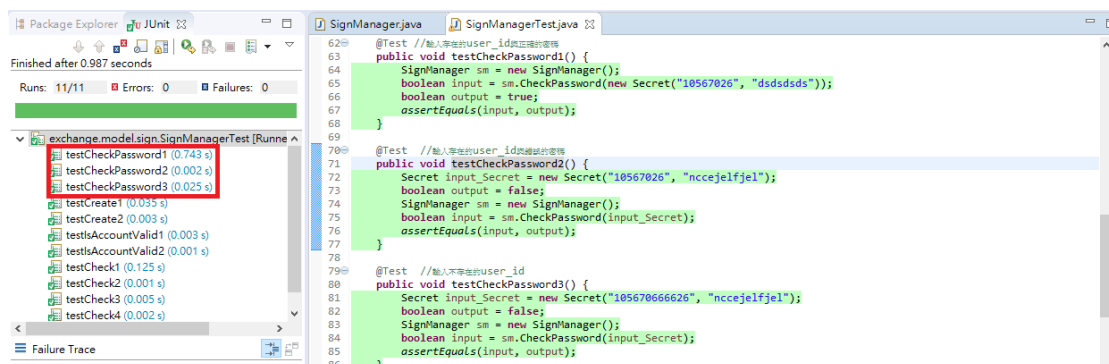 Package Explorer JUnit
Finished after 0.987 seconds
Runs: 11/11 Errors: 0 Failures: 0
exchange.model.sign.SignManagerTest [Runne
testCheckPassword1 (0.743 s)
testCheckPassword2 (0.002 s)
testCheckPassword3 (0.025 s)
testCreate1 (0.035 s)
testCreate2 (0.003 s)
testIsAccountValid1 (0.003 s)
testIsAccountValid2 (0.001 s)
testCheck1 (0.125 s)
testCheck2 (0.001 s)
testCheck3 (0.005 s)
testCheck4 (0.002 s)
Failure Trace
SignManager.java SignManagerTest.java
62 @Test //輸入存在的user_id與正確的密碼
63 public void testCheckPassword1() {
64 SignManager sm = new SignManager();
65 boolean input = sm.CheckPassword(new Secret("10567026", "dsdsdsds"));
66 boolean output = true;
67 assertEquals(input, output);
68 }
69
70 @Test //輸入存在的user_id與錯誤的密碼
71 public void testCheckPassword2() {
72 Secret input_Secret = new Secret("10567026", "nccejelfjel");
73 boolean output = false;
74 SignManager sm = new SignManager();
75 boolean input = sm.CheckPassword(input_Secret);
76 assertEquals(input, output);
77 }
78
79 @Test //輸入不存在的user_id
80 public void testCheckPassword3() {
81 Secret input_Secret = new Secret("105670666626", "nccejelfjel");
82 boolean output = false;
83 SignManager sm = new SignManager();
84 boolean input = sm.CheckPassword(input_Secret);
85 assertEquals(input, output);
86 }